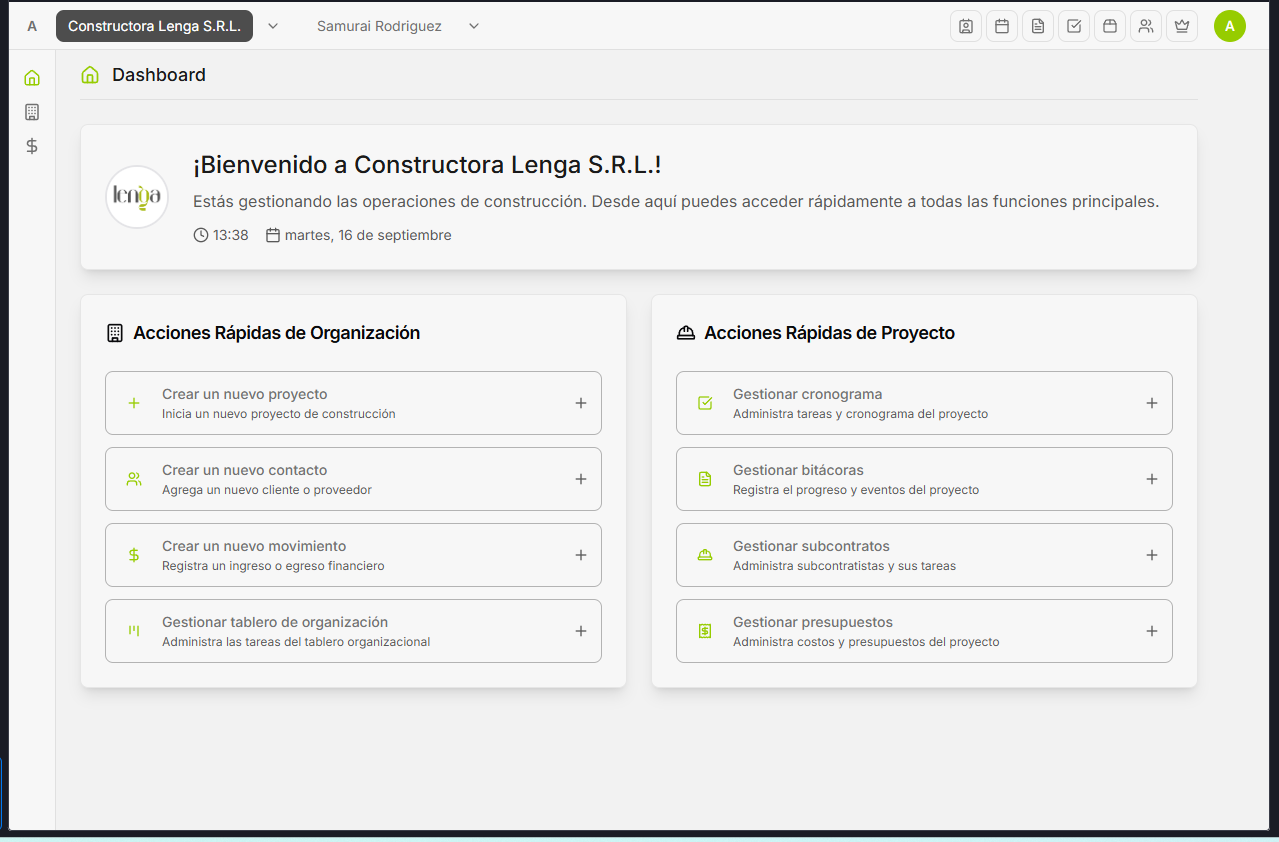 A
Constructora Lenga S.R.L.
Samurai Rodriguez
A
Dashboard
lenga
¡Bienvenido a Constructora Lenga S.R.L.!
Estás gestionando las operaciones de construcción. Desde aquí puedes acceder rápidamente a todas las funciones principales.
13:38 martes, 16 de septiembre
Acciones Rápidas de Organización
Crear un nuevo proyecto
Inicia un nuevo proyecto de construcción
Crear un nuevo contacto
Agrega un nuevo cliente o proveedor
Crear un nuevo movimiento
Registra un ingreso o egreso financiero
Gestionar tablero de organización
Administra las tareas del tablero organizacional
Acciones Rápidas de Proyecto
Gestionar cronograma
Administra tareas y cronograma del proyecto
Gestionar bitácoras
Registra el progreso y eventos del proyecto
Gestionar subcontratos
Administra subcontratistas y sus tareas
Gestionar presupuestos
Administra costos y presupuestos del proyecto